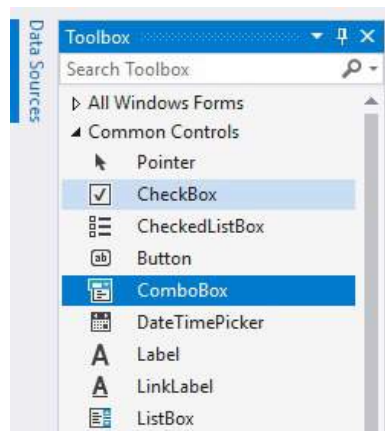 Data Sources
Toolbox
Search Toolbox
All Windows Forms
Common Controls
Pointer
CheckBox
CheckedListBox
Button
ComboBox
DateTimePicker
Label
LinkLabel
ListBox